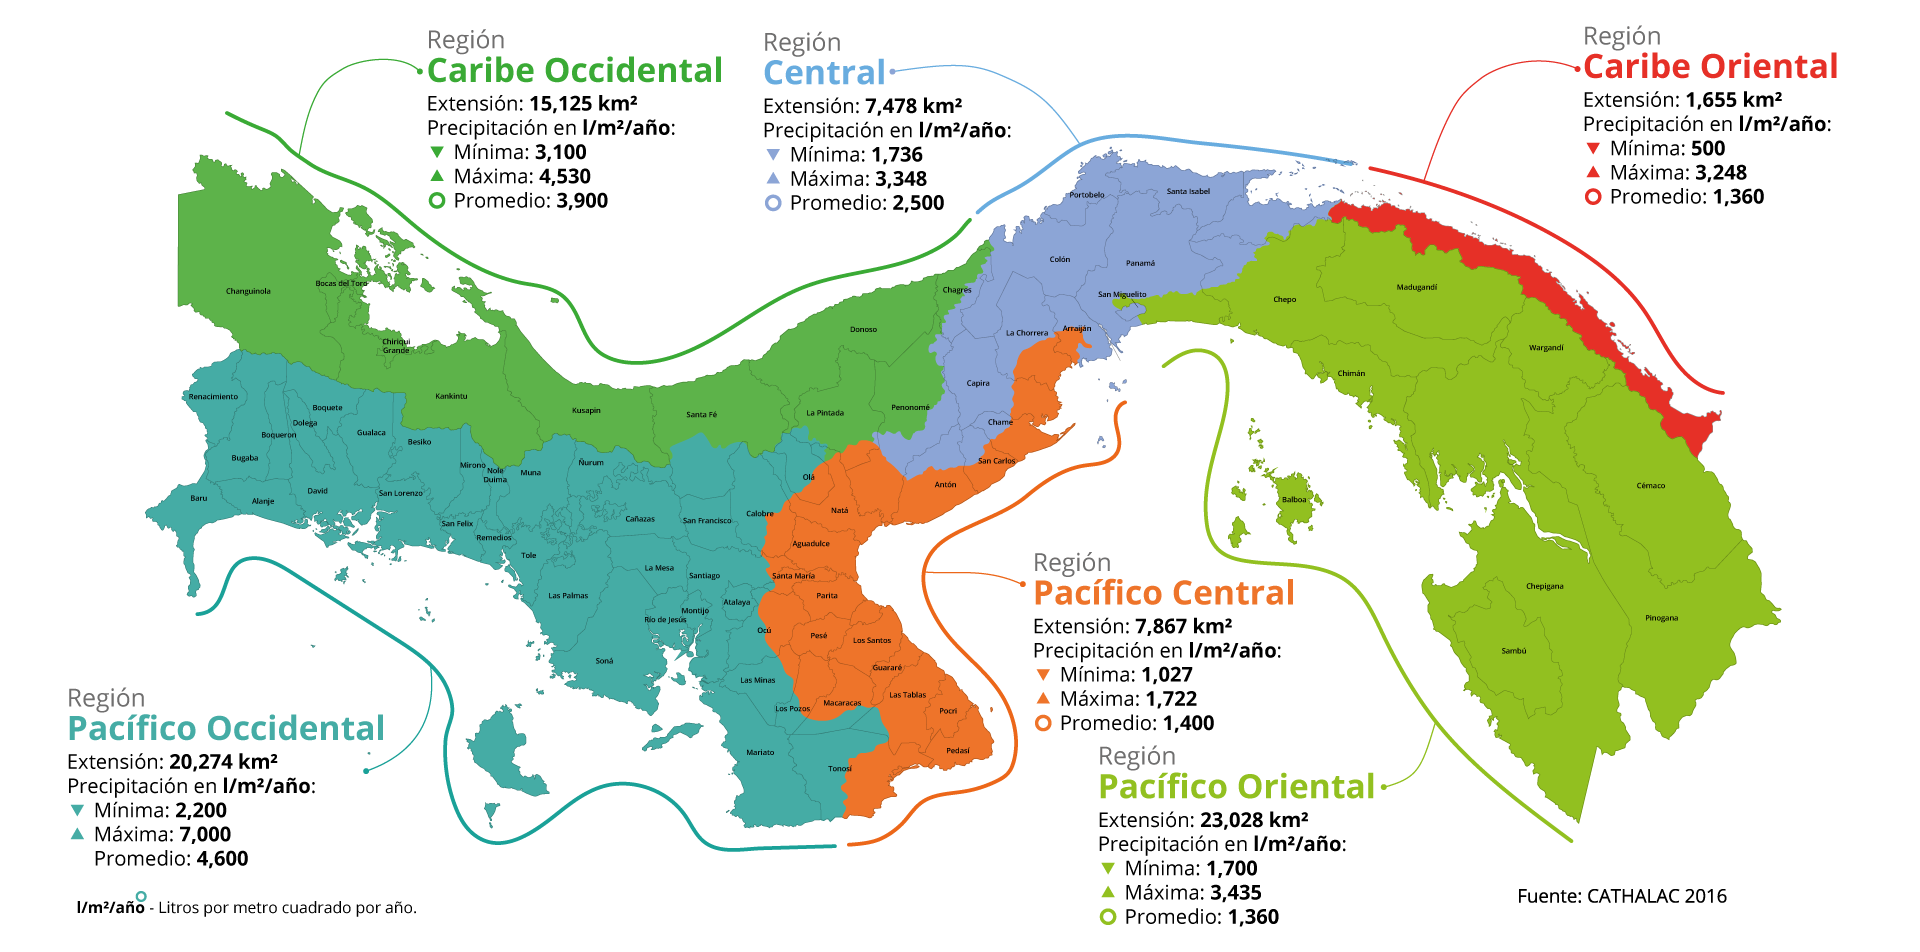 Región
Caribe Occidental
Extensión: 15,125 km²
Precipitación en l/m²/año:
Mínima: 3,100
Máxima: 4,530
Promedio: 3,900
Región
Central
Extensión: 7,478 km²
Precipitación en l/m²/año:
Mínima: 1,736
Máxima: 3,348
Promedio: 2,500
Región
Caribe Oriental
Extensión: 1,655 km²
Precipitación en l/m²/año:
Mínima: 500
Máxima: 3,248
Promedio: 1,360
Changuinola
Bocas del Toro
Chiriqui
Grande
Kankintu
Kusapin
Santa Fé
La Pintada
Penonomé
Donoso
Chagres
Portobelo
Santa Isabel
Colón
Panamá
San Miguelito
La Chorrera
Arraiján
Capira
Chame
San Carlos
Antón
Chepo
Madugandí
Wargandí
Chimán
Cémaco
Balboa
Chepigana
Pinogana
Sambú
Renacimiento
Boquete
Dolega
Boqueron
Gualaca
Bugaba
Besiko
Baru
Alanje
David
San Lorenzo
Mirono
Nole
Duima
Muna
Ñurum
San Felix
Remedios
Tole
Cañazas
San Francisco
Calobre
Olá
Natá
Aguadulce
Santa María
Parita
La Mesa
Santiago
Las Palmas
Atalaya
Montijo
Río de Jesús
Ocú
Pesé
Los Santos
Guararé
Soná
Las Minas
Los Pozos
Macaracas
Las Tablas
Pocrí
Pedasí
Mariato
Tonosí
Región
Pacífico Central
Extensión: 7,867 km²
Precipitación en l/m²/año:
Mínima: 1,027
Máxima: 1,722
Promedio: 1,400
Región
Pacífico Occidental
Extensión: 20,274 km²
Precipitación en l/m²/año:
Mínima: 2,200
Máxima: 7,000
Promedio: 4,600
Región
Pacífico Oriental
Extensión: 23,028 km²
Precipitación en l/m²/año:
Mínima: 1,700
Máxima: 3,435
Promedio: 1,360
l/m²/año - Litros por metro cuadrado por año.
Fuente: CATHALAC 2016